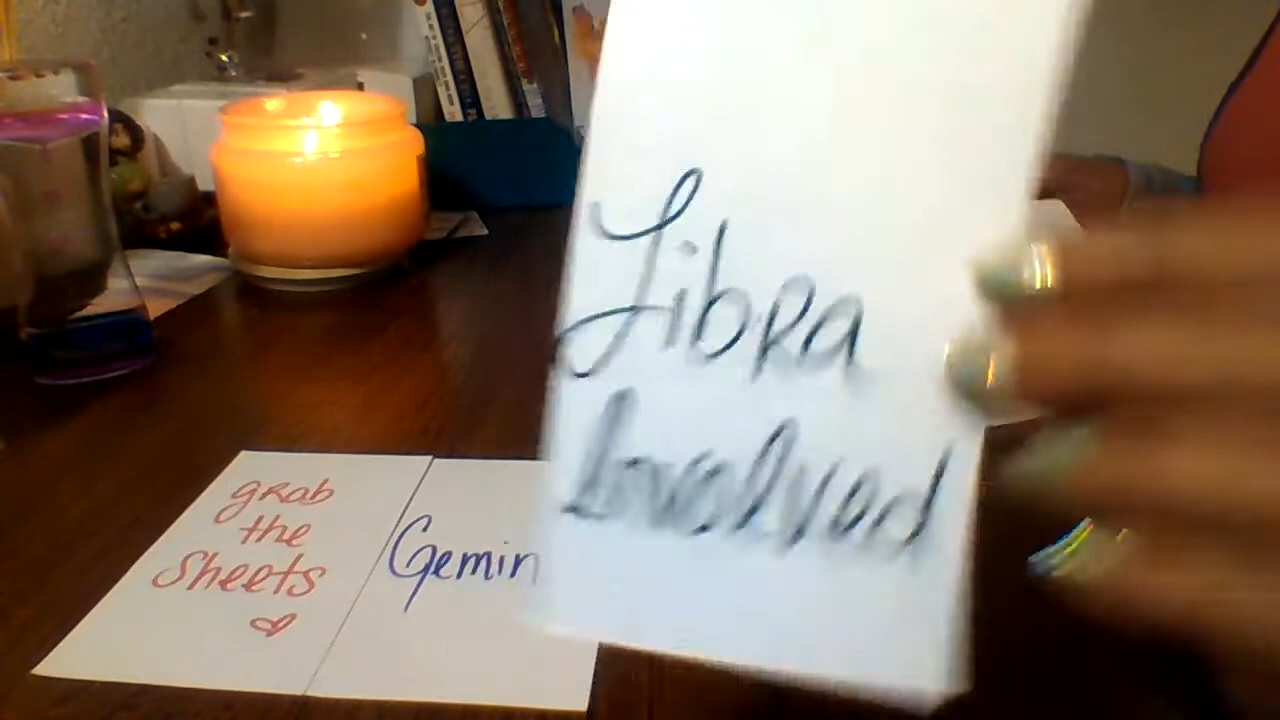 Libra
Involved
grab
the
Sheets
Gemin